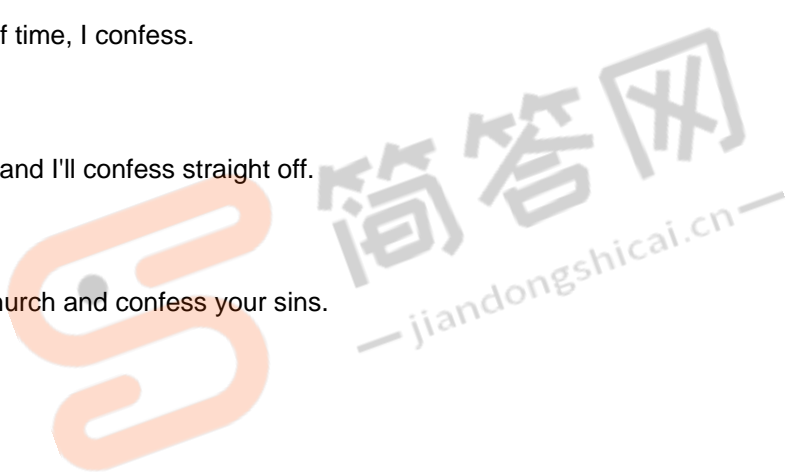 f time, I confess.
and I'll confess straight off.
hurch and confess your sins.
简答网
jiandongshicai.cn